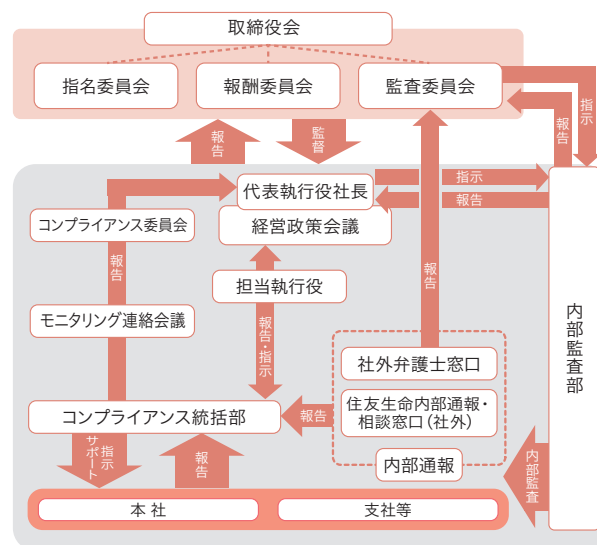 取締役会
指名委員会
報酬委員会
監査委員会
指示
報告
報告
監督
代表執行役社長
経営政策会議
指示
報告
コンプライアンス委員会
報告
モニタリング連絡会議
担当執行役
報告・指示
報告
内部監査部
社外弁護士窓口
住友生命内部通報・
相談窓口（社外）
内部通報
報告
コンプライアンス統括部
指示
サポート
報告
内部監査
本社
支社等